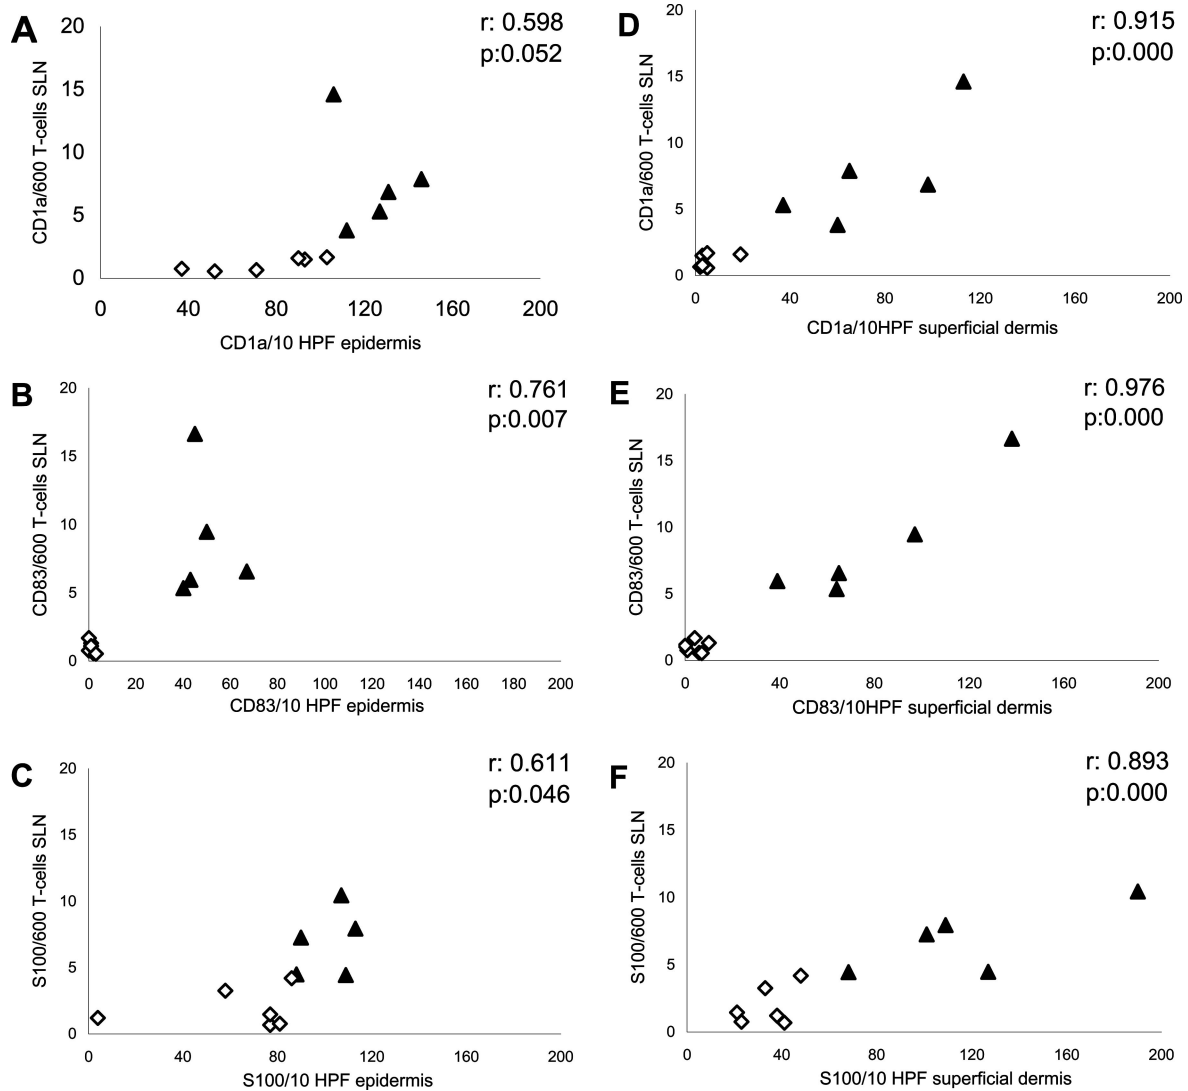 A
r: 0.598
p:0.052
CD1a/600 T-cells SLN
20
15
10
5
0
0 40 80 120 160 200
CD1a/10 HPF epidermis
D
r: 0.915
p:0.000
CD1a/600 T-cells SLN
20
15
10
5
0
0 40 80 120 160 200
CD1a/10HPF superficial dermis
B
r: 0.761
p:0.007
CD83/600 T-cells SLN
20
15
10
5
0
0 20 40 60 80 100 120 140 160 180 200
CD83/10 HPF epidermis
E
r: 0.976
p:0.000
CD83/600 T-cells SLN
20
15
10
5
0
0 40 80 120 160 200
CD83/10HPF superficial dermis
C
r: 0.611
p:0.046
S100/600 T-cells SLN
20
15
10
5
0
0 40 80 120 160 200
S100/10 HPF epidermis
F
r: 0.893
p:0.000
S100/600 T-cells SLN
20
15
10
5
0
0 40 80 120 160 200
S100/10 HPF superficial dermis